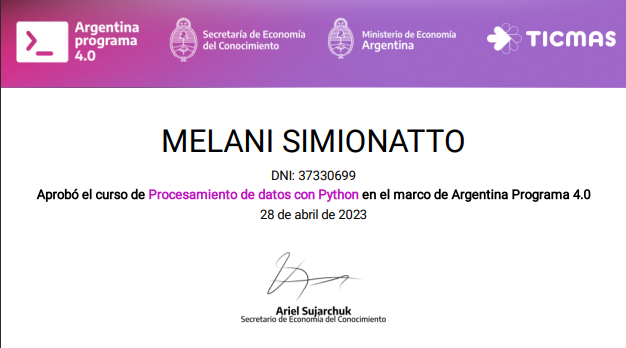 Argentina
programa
4.0
Secretaría de Economía
del Conocimiento
Ministerio de Economía
Argentina
TICMAS
MELANI SIMIONATTO
DNI: 37330699
Aprobó el curso de Procesamiento de datos con Python en el marco de Argentina Programa 4.0
28 de abril de 2023
Ariel Sujarchuk
Secretario de Economía del Conocimiento